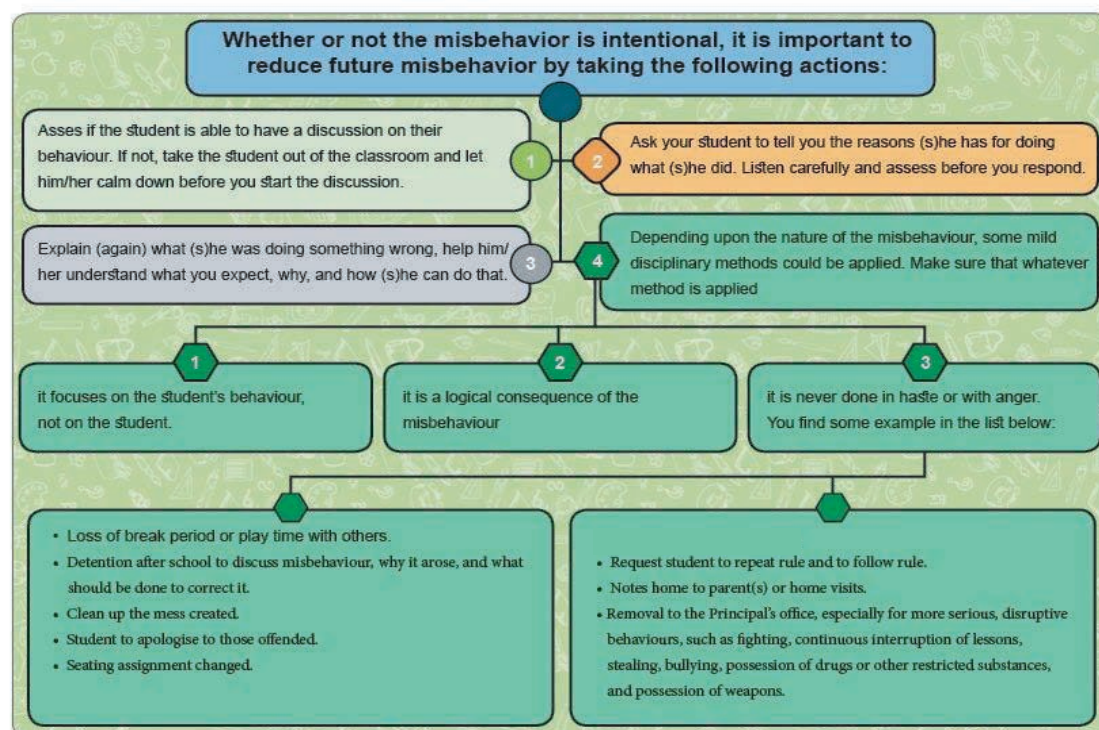 Whether or not the misbehavior is intentional, it is important to
reduce future misbehavior by taking the following actions:
Asses if the student is able to have a discussion on their
behaviour. If not, take the student out of the classroom and let
him/her calm down before you start the discussion.
1
2
Ask your student to tell you the reasons (s)he has for doing
what (s)he did. Listen carefully and assess before you respond.
Explain (again) what (s)he was doing something wrong, help him/
her understand what you expect, why, and how (s)he can do that.
3
4
Depending upon the nature of the misbehaviour, some mild
disciplinary methods could be applied. Make sure that whatever
method is applied
1
it focuses on the student's behaviour,
not on the student.
2
it is a logical consequence of the
misbehaviour
3
it is never done in haste or with anger.
You find some example in the list below:
• Loss of break period or play time with others.
• Detention after school to discuss misbehaviour, why it arose, and what
should be done to correct it.
• Clean up the mess created.
• Student to apologise to those offended.
• Seating assignment changed.
• Request student to repeat rule and to follow rule.
• Notes home to parent(s) or home visits.
• Removal to the Principal's office, especially for more serious, disruptive
behaviours, such as fighting, continuous interruption of lessons,
stealing, bullying, possession of drugs or other restricted substances,
and possession of weapons.